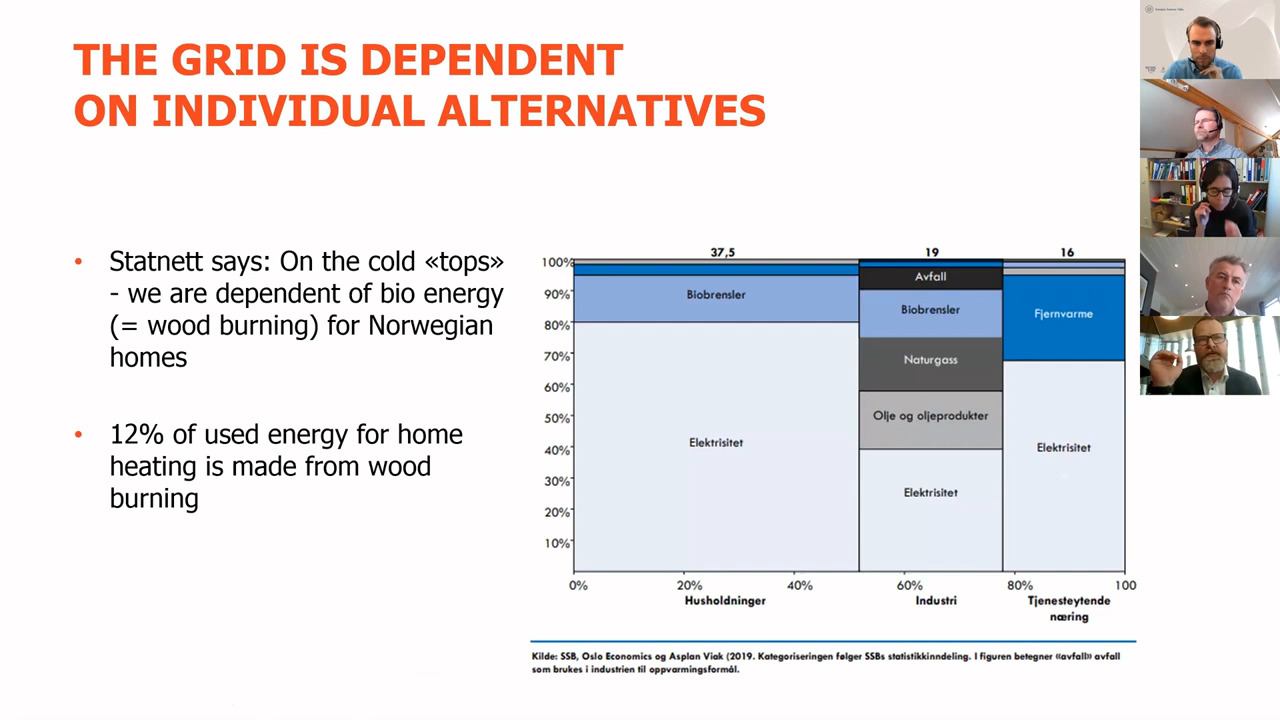 THE GRID IS DEPENDENT
ON INDIVIDUAL ALTERNATIVES
• Statnett says: On the cold «tops»
- we are dependent of bio energy
(= wood burning) for Norwegian
homes
• 12% of used energy for home
heating is made from wood
burning
37,5 19 16
100%
90%
80%
70%
60%
50%
40%
30%
20%
10%
Biobrensler
Elektrisitet
Avfall
Biobrensler
Naturgass
Olje og oljeprodukter
Elektrisitet
Fjernvarme
Elektrisitet
0% 20% 40% 60% 80% 100
Husholdninger Industri Tjenesteytende
næring
Kilde: SSB, Oslo Economics og Asplan Viak (2019. Kategoriseringen følger SSBs statistikkinndeling. I figuren betegner «avfall» avfall
som brukes i industrien til oppvarmingsformål.